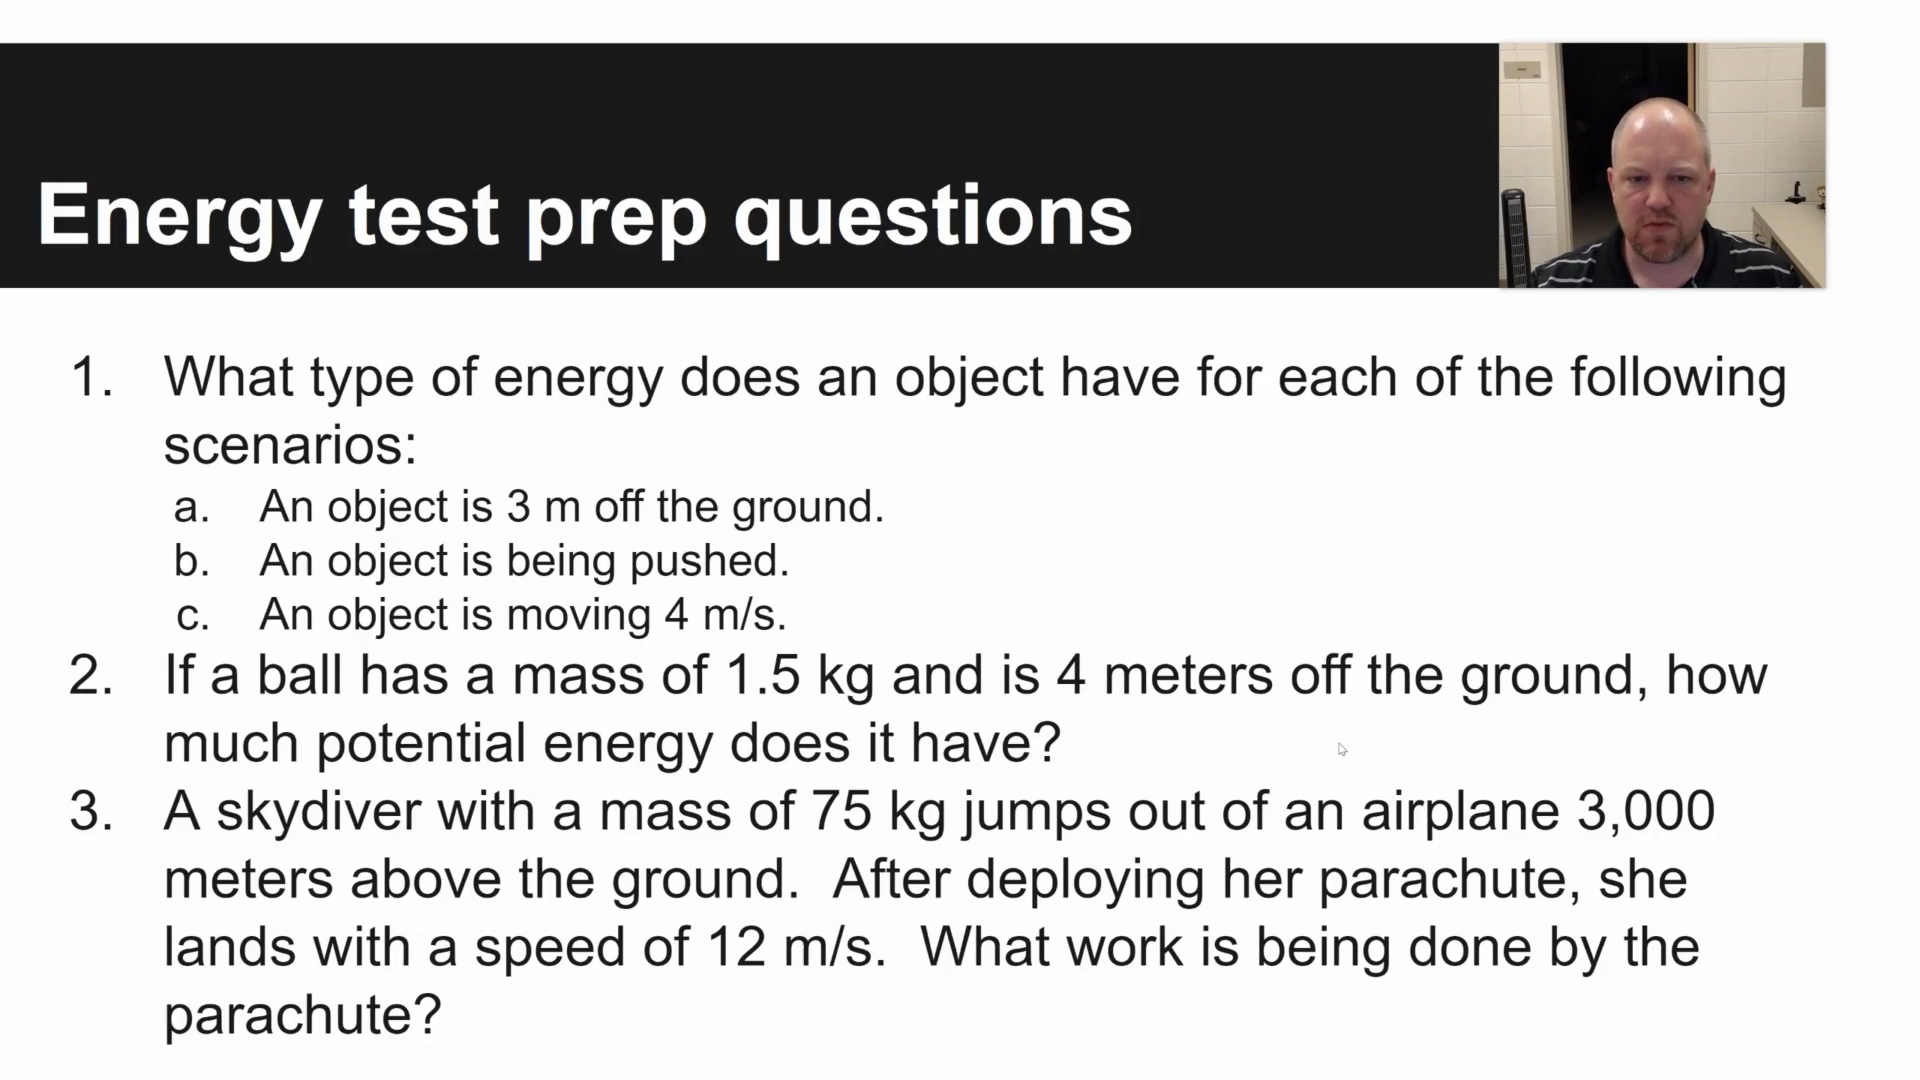 Energy test prep questions
1. What type of energy does an object have for each of the following
scenarios:
a. An object is 3 m off the ground.
b. An object is being pushed.
c. An object is moving 4 m/s.
2. If a ball has a mass of 1.5 kg and is 4 meters off the ground, how
much potential energy does it have?
3. A skydiver with a mass of 75 kg jumps out of an airplane 3,000
meters above the ground.  After deploying her parachute, she
lands with a speed of 12 m/s.  What work is being done by the
parachute?